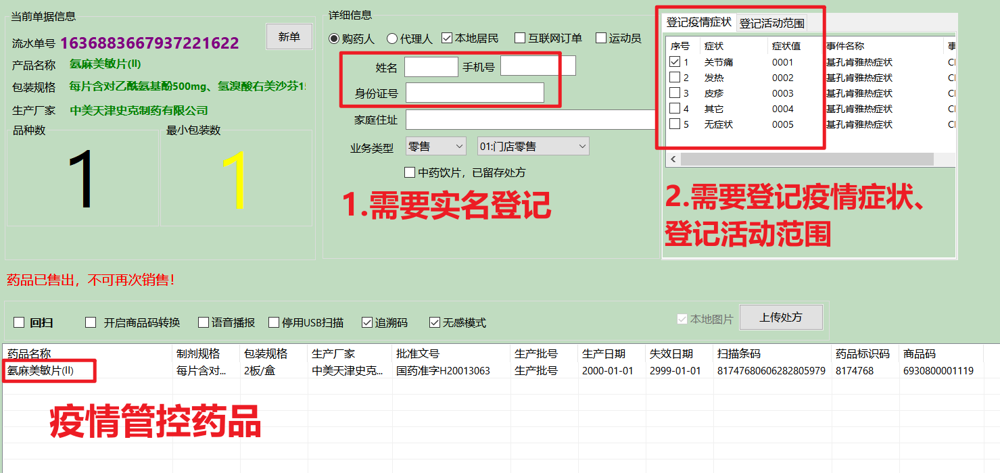 当前单据信息
流水单号 1636883667937221622
新单
产品名称 氨麻美敏片(II)
包装规格 每片含对乙酰氨基酚500mg、氢溴酸右美沙芬1
生产厂家 中美天津史克制药有限公司
品种数 最小包装数
1 1
详细信息
购药人 代理人 本地居民 互联网订单 运动员
姓名 手机号
身份证号
家庭住址
业务类型 零售 01:门店零售
中药饮片，已留存处方
1.需要实名登记
登记疫情症状 登记活动范围
序号 症状 症状值 事件名称 事
1 关节痛 0001 基孔肯雅热症状
2 发热 0002 基孔肯雅热症状
3 皮疹 0003 基孔肯雅热症状
4 其它 0004 基孔肯雅热症状
5 无症状 0005 基孔肯雅热症状
2.需要登记疫情症状、
登记活动范围
药品已售出，不可再次销售！
回扫 开启商品码转换 语音播报 停用USB扫描 追溯码 无感模式 本地图片 上传处方
药品名称 制剂规格 包装规格 生产厂家 批准文号 生产批号 生产日期 失效日期 扫描条码 药品标识码 商品码
氨麻美敏片(II) 每片含对... 2板/盒 中美天津史克... 国药准字H20013063 生产批号 2000-01-01 2999-01-01 81747680606282805979 8174768 6930800001119
疫情管控药品